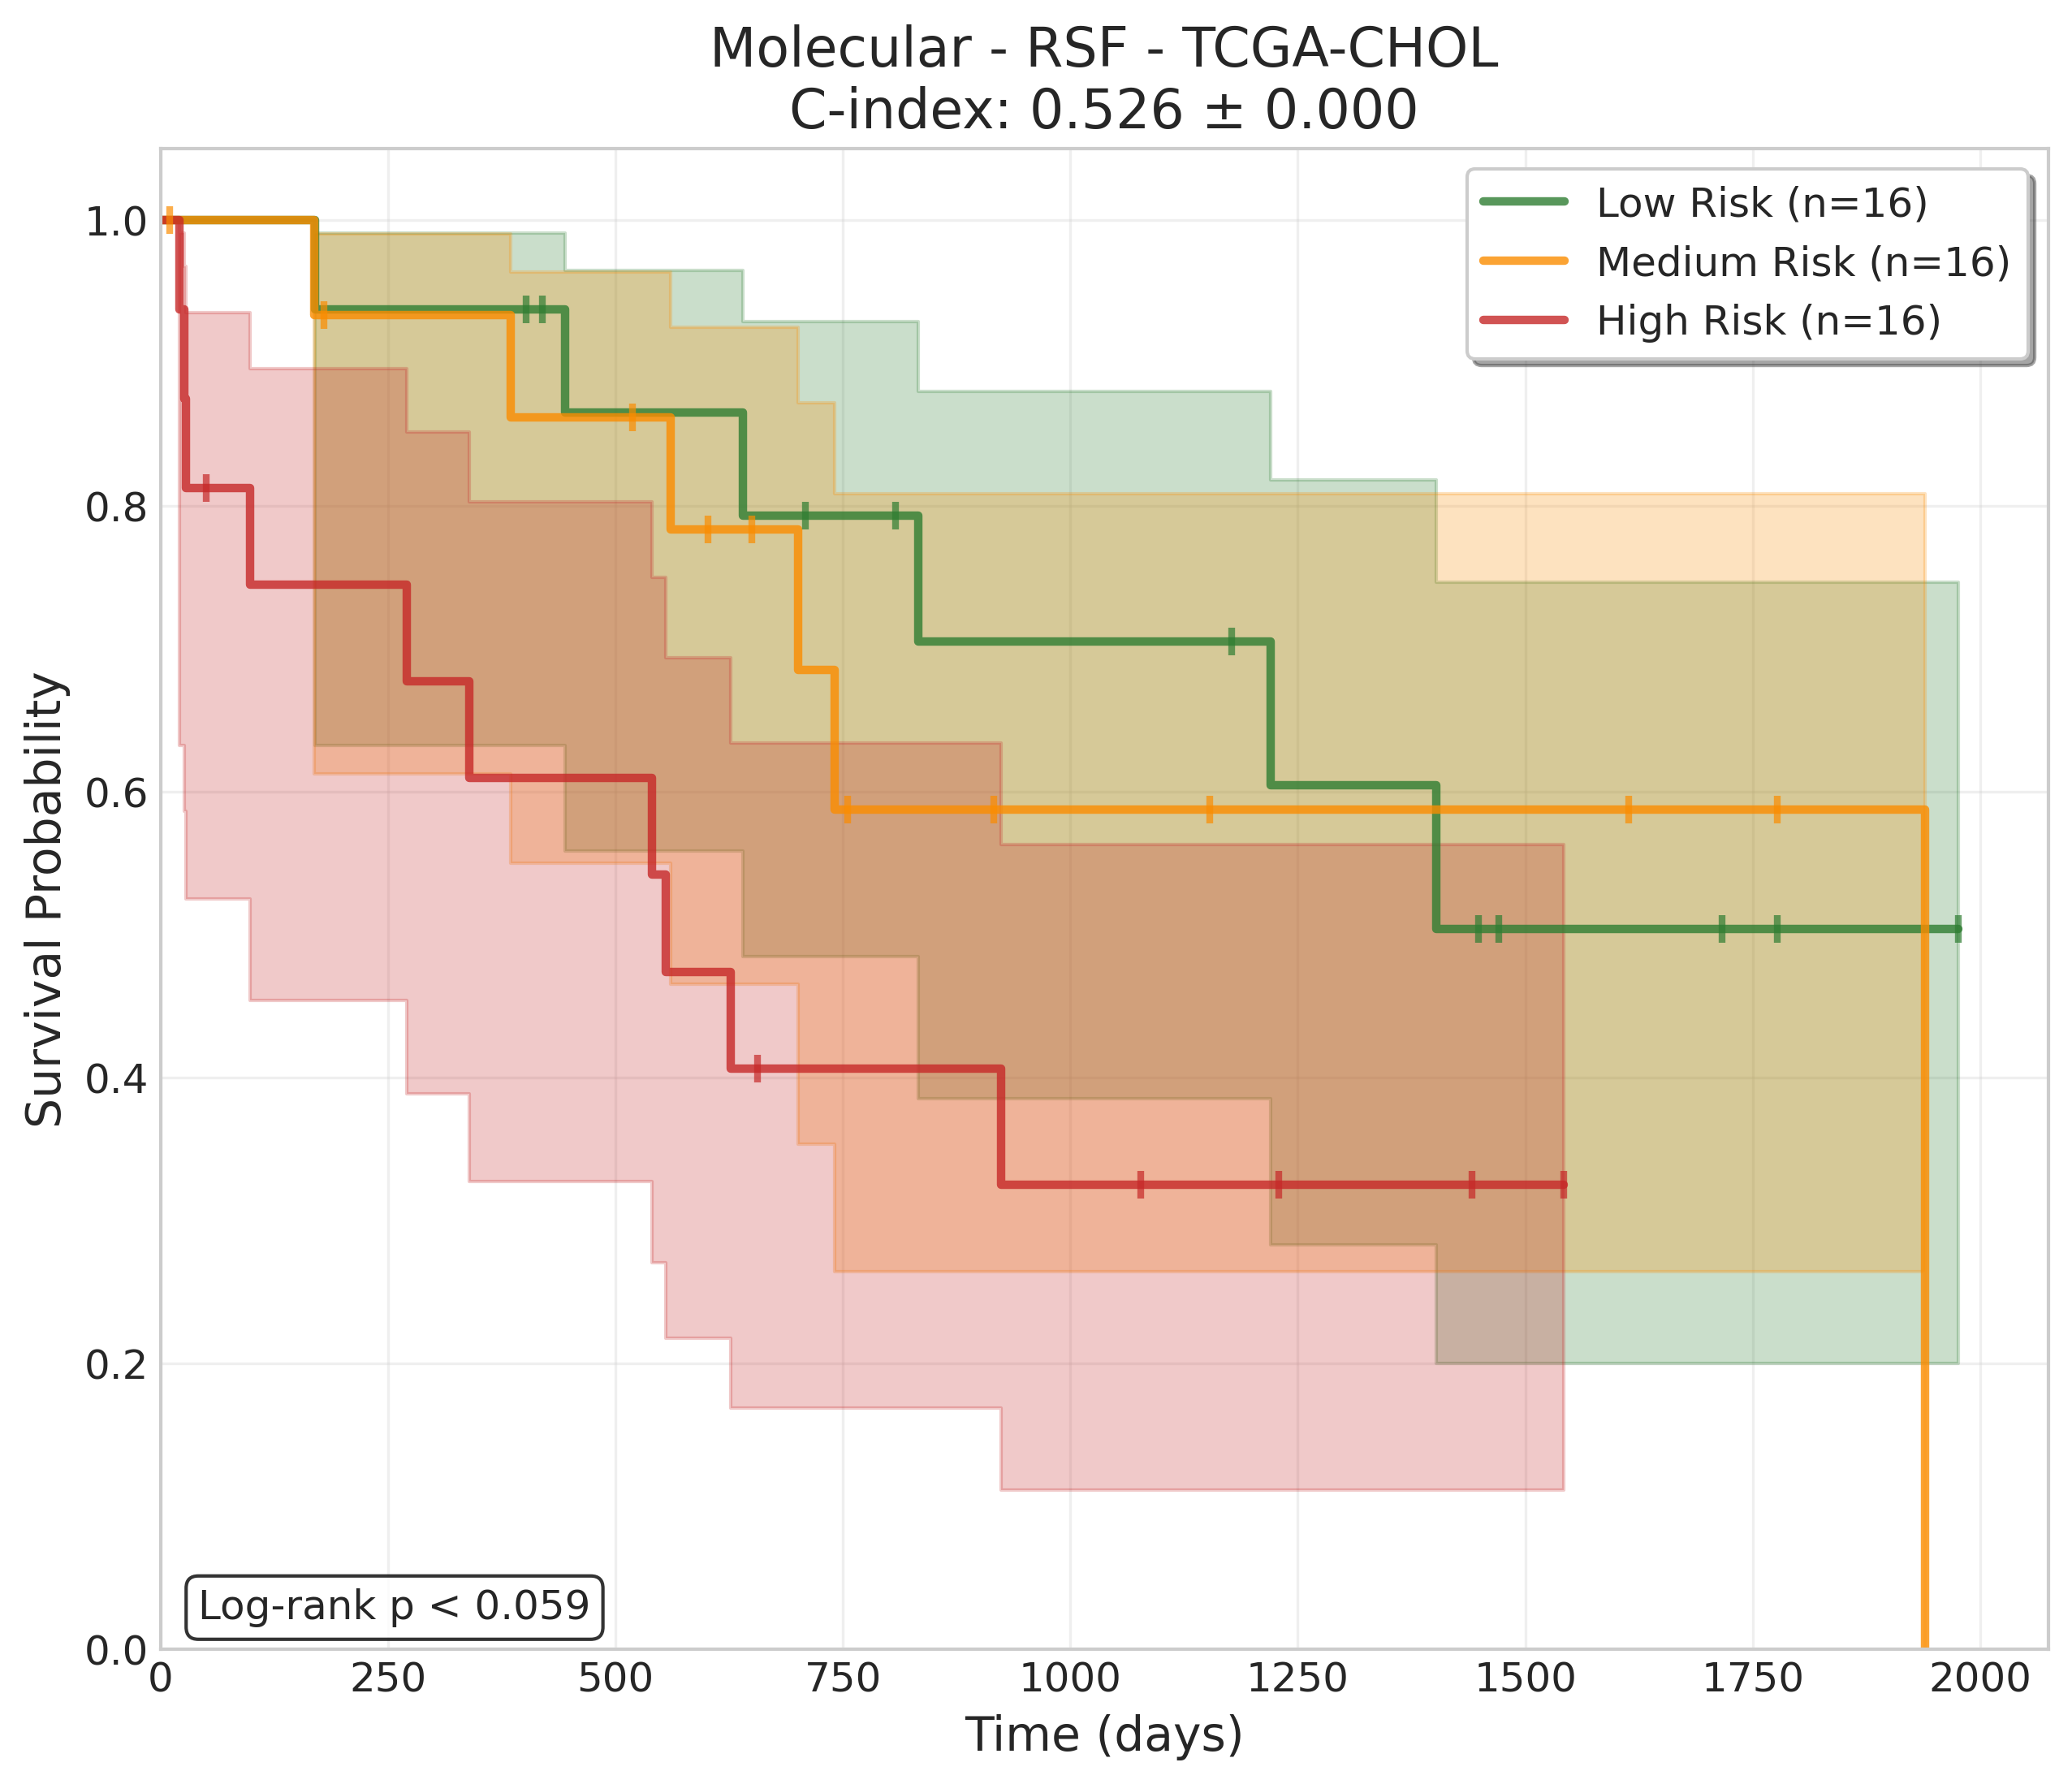 Molecular - RSF - TCGA-CHOL
C-index: 0.526 ± 0.000
Low Risk (n=16)
Medium Risk (n=16)
High Risk (n=16)
Survival Probability
1.0
0.8
0.6
0.4
0.2
0.0
Log-rank p < 0.059
0 250 500 750 1000 1250 1500 1750 2000
Time (days)